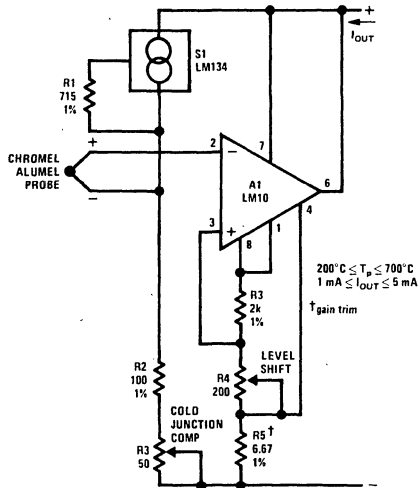 +
I OUT
S1
LM134
R1
715
1%
+
CHROMEL
ALUMEL
PROBE
−
2
−
7
A1
LM10
6
3
+
8
1
4
200°C ≤ Tp ≤ 700°C
1 mA ≤ IOUT ≤ 5 mA
†gain trim
R3
2k
1%
LEVEL
SHIFT
R4
200
R2
100
1%
COLD
JUNCTION
COMP
R3
50
R5†
6.67
1%
−